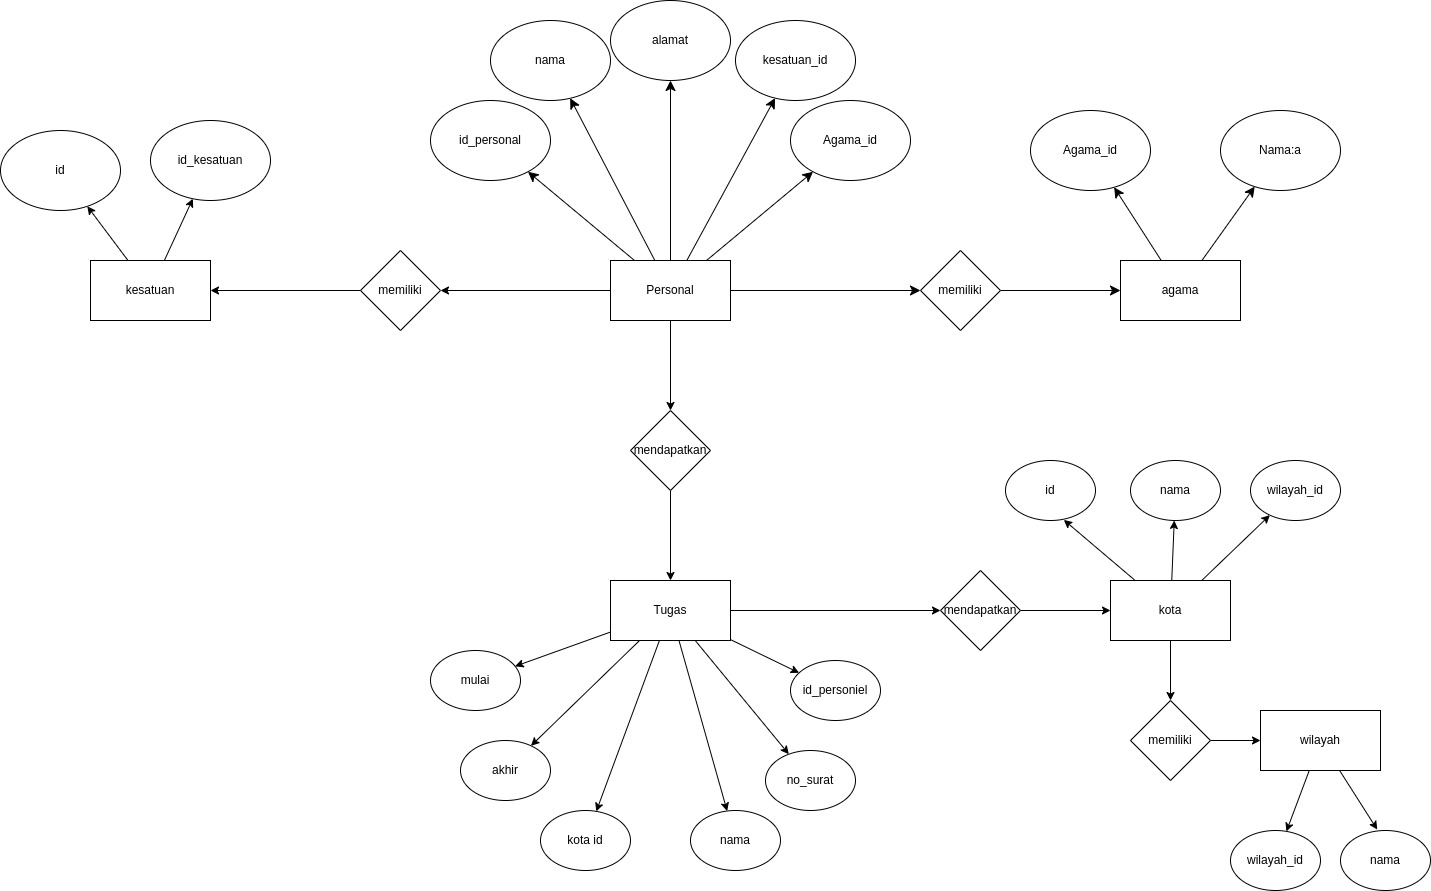 alamat
nama
kesatuan_id
id_personal
Agama_id
id
id_kesatuan
Agama_id
Nama:a
kesatuan
memiliki
Personal
memiliki
agama
mendapatkan
id
nama
wilayah_id
Tugas
mendapatkan
kota
mulai
id_personiel
akhir
no_surat
kota id
nama
memiliki
wilayah
wilayah_id
nama